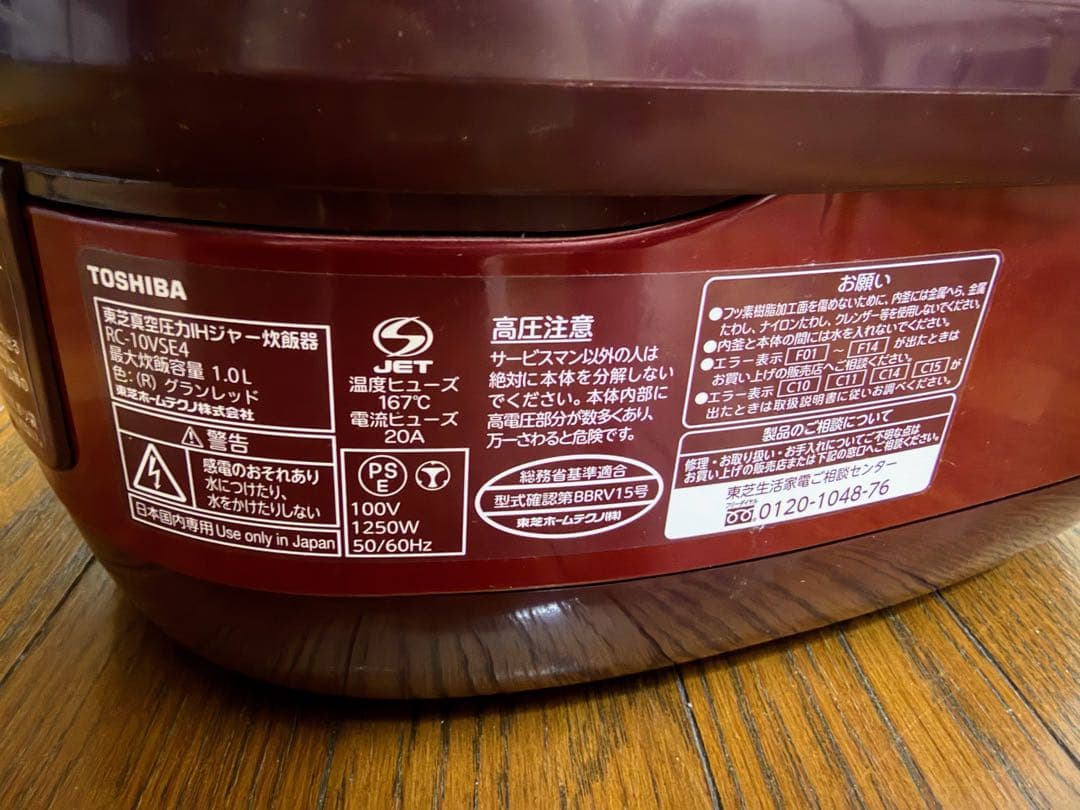 TOSHIBA
東芝真空圧力IHジャー炊飯器
RC-10VSE4
最大炊飯容量 1.0L
色:(R) グランレッド
東芝ホームテクノ株式会社
警告
感電のおそれあり
水につけたり、
水をかけたりしない
日本国内専用 Use only in Japan
JET
温度ヒューズ
167℃
電流ヒューズ
20A
PS
E
100V
1250W
50/60Hz
高圧注意
サービスマン以外の人は
絶対に本体を分解しない
でください。本体内部に
高電圧部分が数多くあり、
万一さわると危険です。
総務省基準適合
型式確認第BBRV15号
東芝ホームテクノ(株)
お願い
●フッ素樹脂加工面を傷めないために、内釜には金属へら、金属
たわし、ナイロンたわし、クレンザー等を使用しないでください。
●内釜と本体の間には水を入れないでください。
●エラー表示 F01 ~ F14 が出たときは
お買い上げの販売店へご相談ください。
●エラー表示 C10 C11 C14 C15 が
出たときは取扱説明書に従いお調べください。
製品のご相談について
修理・お取り扱い・お手入れについてご不明な点は
お買い上げの販売店または下記の窓口へご相談ください。
東芝生活家電ご相談センター
フリーダイヤル
0120-1048-76